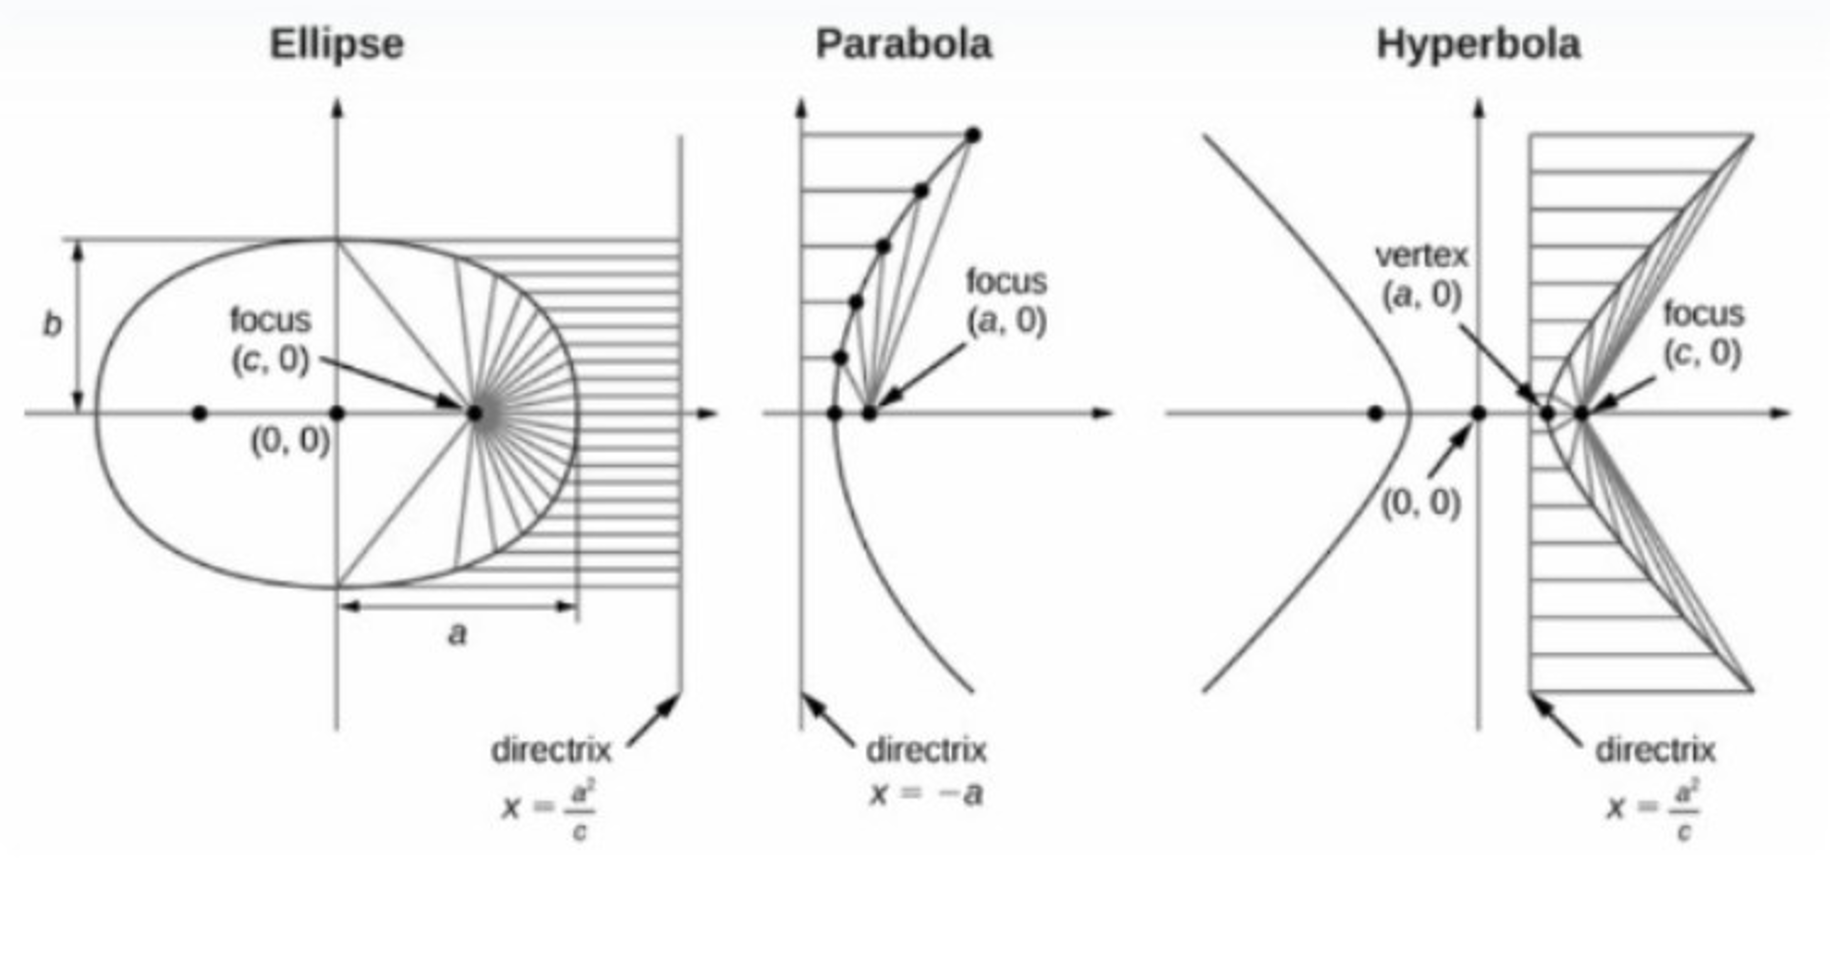 Ellipse
b
focus
(c, 0)
(0, 0)
a
directrix
x = a²/c
Parabola
focus
(a, 0)
directrix
x = −a
Hyperbola
vertex
(a, 0)
focus
(c, 0)
(0, 0)
directrix
x = a²/c